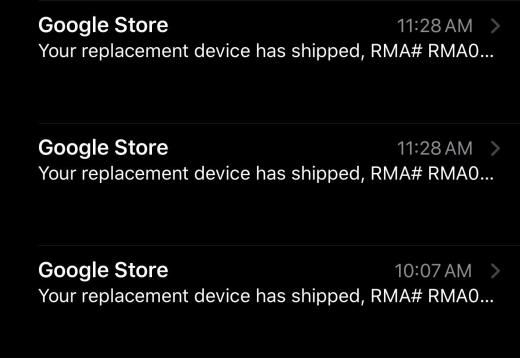 Google Store 11:28 AM
Your replacement device has shipped, RMA# RMA0...
Google Store 11:28 AM
Your replacement device has shipped, RMA# RMA0...
Google Store 10:07 AM
Your replacement device has shipped, RMA# RMA0...